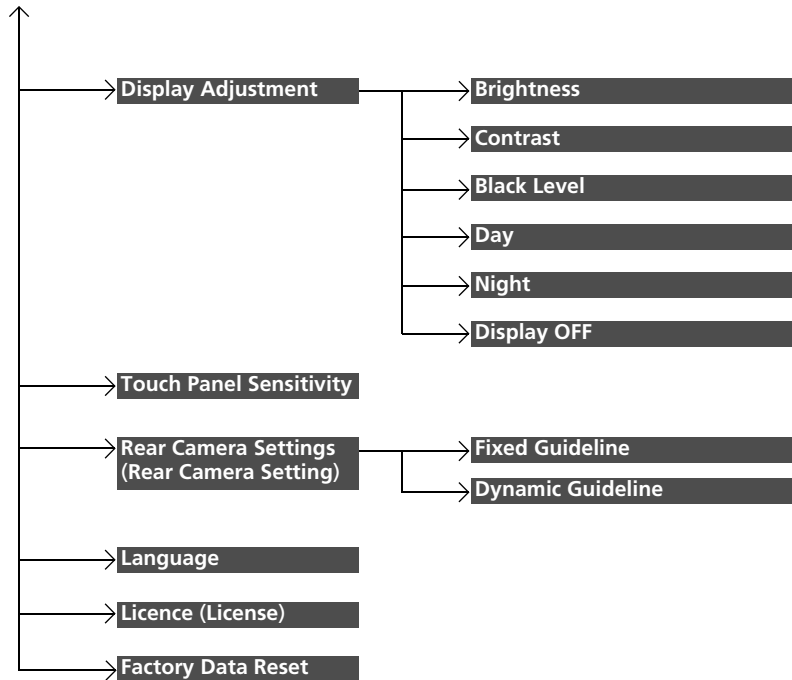 Display Adjustment
Brightness
Contrast
Black Level
Day
Night
Display OFF
Touch Panel Sensitivity
Rear Camera Settings
(Rear Camera Setting)
Fixed Guideline
Dynamic Guideline
Language
Licence (License)
Factory Data Reset